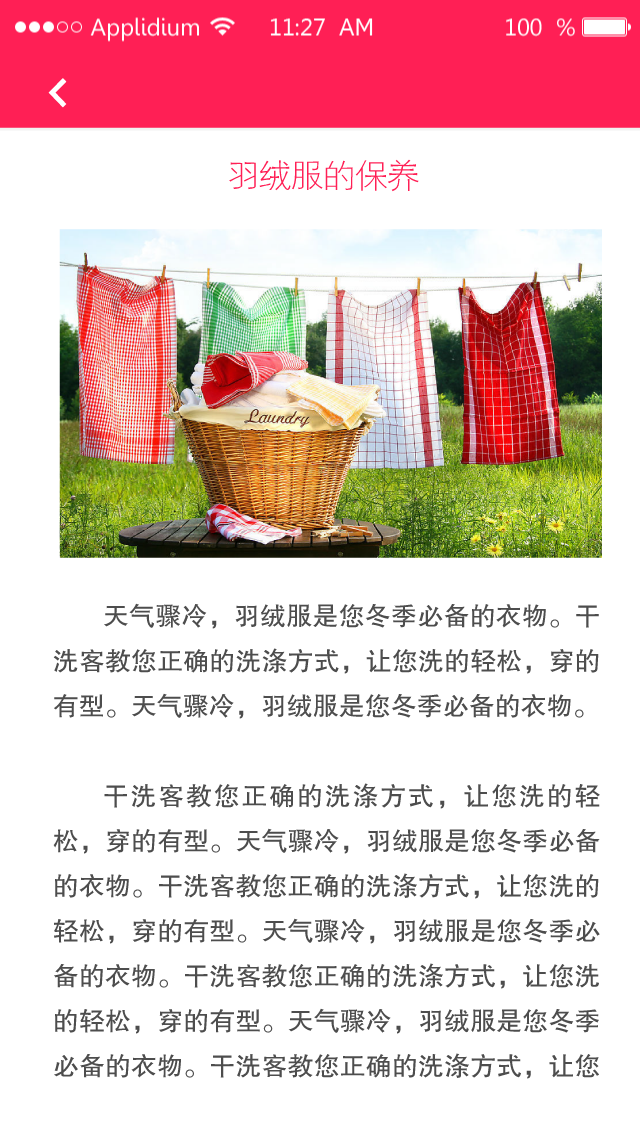 Applidium 11:27 AM 100 %
羽绒服的保养
Laundry
天气骤冷，羽绒服是您冬季必备的衣物。干
洗客教您正确的洗涤方式，让您洗的轻松，穿的
有型。天气骤冷，羽绒服是您冬季必备的衣物。
干洗客教您正确的洗涤方式，让您洗的轻
松，穿的有型。天气骤冷，羽绒服是您冬季必备
的衣物。干洗客教您正确的洗涤方式，让您洗的
轻松，穿的有型。天气骤冷，羽绒服是您冬季必
备的衣物。干洗客教您正确的洗涤方式，让您洗
的轻松，穿的有型。天气骤冷，羽绒服是您冬季
必备的衣物。干洗客教您正确的洗涤方式，让您